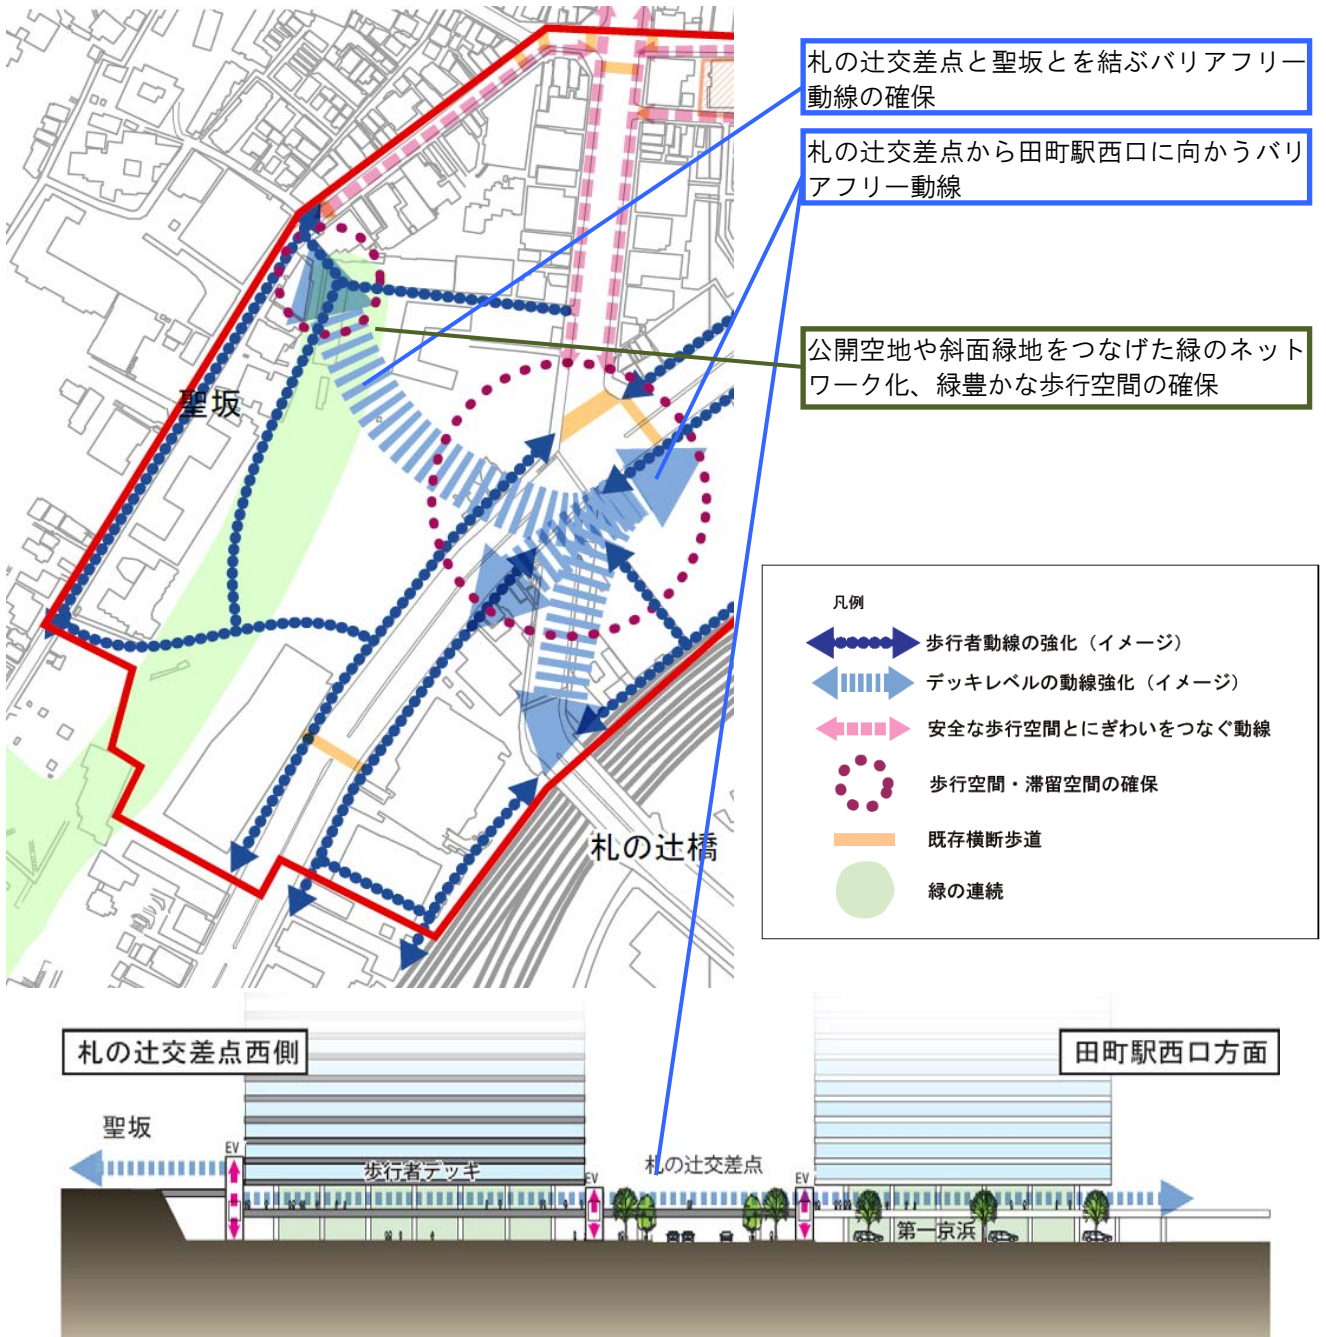 札の辻交差点と聖坂とを結ぶバリアフリー
動線の確保
札の辻交差点から田町駅西口に向かうバリ
アフリー動線
公開空地や斜面緑地をつなげた緑のネット
ワーク化、緑豊かな歩行空間の確保
聖坂
札の辻橋
凡例
歩行者動線の強化（イメージ）
デッキレベルの動線強化（イメージ）
安全な歩行空間とにぎわいをつなぐ動線
歩行空間・滞留空間の確保
既存横断歩道
緑の連続
札の辻交差点西側
田町駅西口方面
聖坂
EV
歩行者デッキ
EV
札の辻交差点
EV
第一京浜